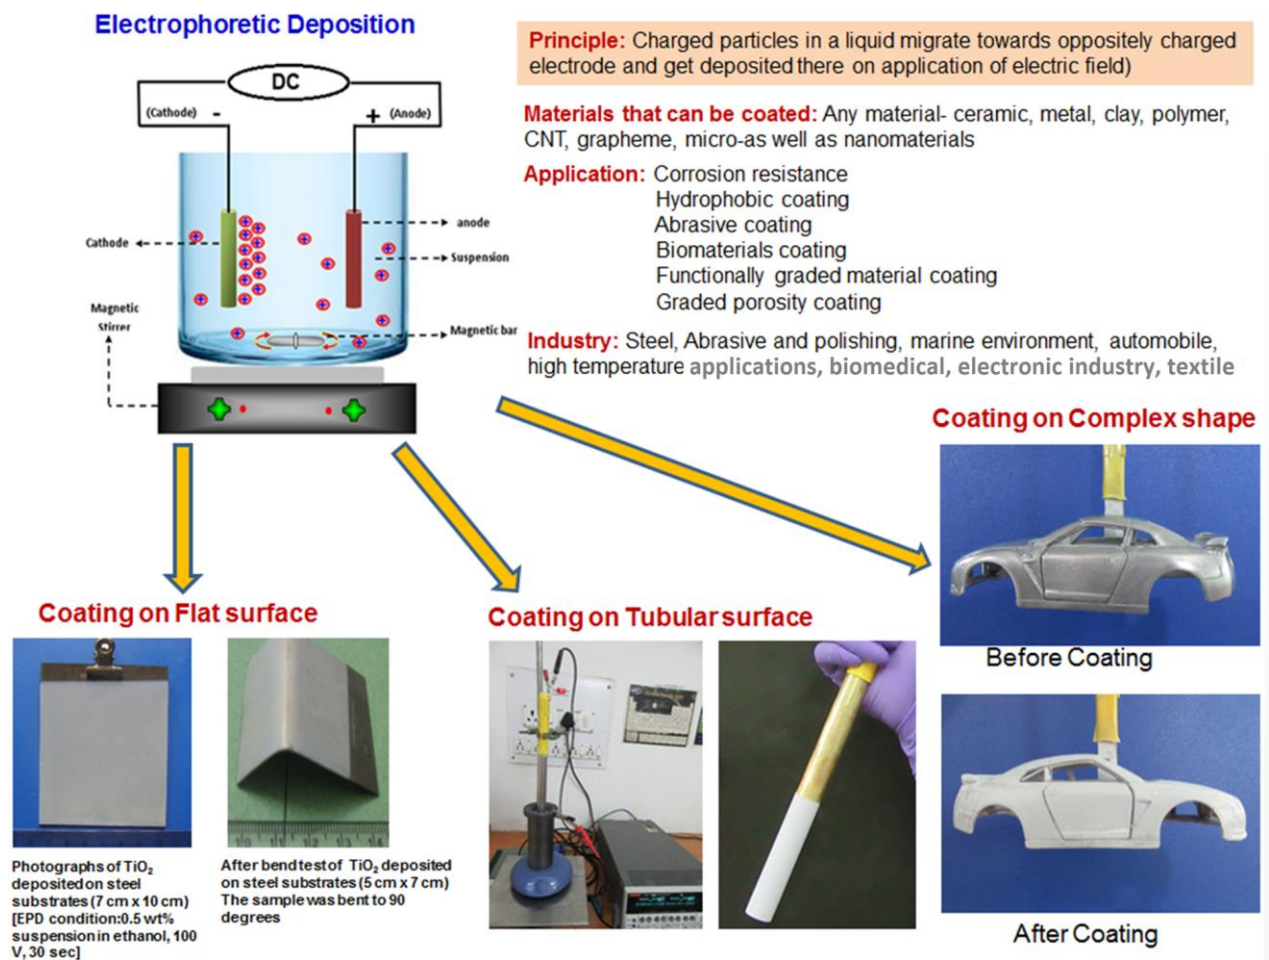 Electrophoretic Deposition
DC
(Cathode) -
+ (Anode)
anode
Cathode
Suspension
Magnetic
Stirrer
Magnetic bar
Principle: Charged particles in a liquid migrate towards oppositely charged
electrode and get deposited there on application of electric field)
Materials that can be coated: Any material- ceramic, metal, clay, polymer,
CNT, grapheme, micro-as well as nanomaterials
Application: Corrosion resistance
Hydrophobic coating
Abrasive coating
Biomaterials coating
Functionally graded material coating
Graded porosity coating
Industry: Steel, Abrasive and polishing, marine environment, automobile,
high temperature applications, biomedical, electronic industry, textile
Coating on Complex shape
Before Coating
After Coating
Coating on Flat surface
Photographs of TiO₂
deposited on steel
substrates (7 cm x 10 cm)
[EPD condition:0.5 wt%
suspension in ethanol, 100
V, 30 sec]
After bend test of TiO₂ deposited
on steel substrates (5 cm x 7 cm)
The sample was bent to 90
degrees
Coating on Tubular surface